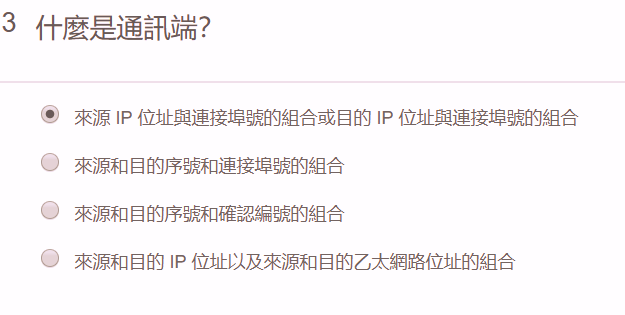 3 什麼是通訊端?
來源 IP 位址與連接埠號的組合或目的 IP 位址與連接埠號的組合
來源和目的序號和連接埠號的組合
來源和目的序號和確認編號的組合
來源和目的 IP 位址以及來源和目的乙太網路位址的組合